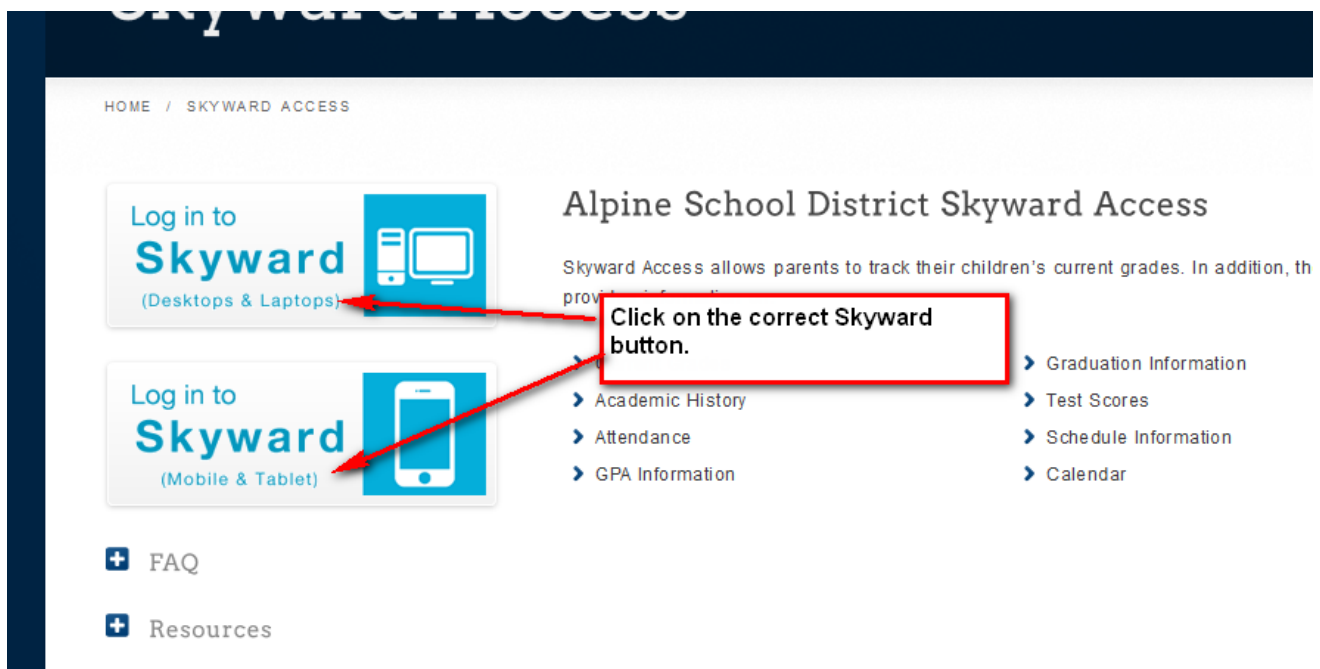 Skyward Access
HOME / SKYWARD ACCESS
Log in to
Skyward
(Desktops & Laptops)
Log in to
Skyward
(Mobile & Tablet)
FAQ
Resources
Alpine School District Skyward Access
Skyward Access allows parents to track their children's current grades. In addition, th
Click on the correct Skyward
button.
Academic History
Attendance
GPA Information
Graduation Information
Test Scores
Schedule Information
Calendar